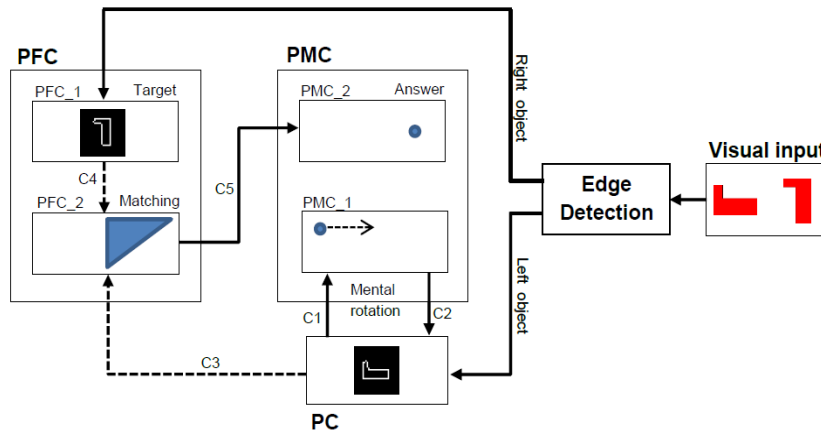 PFC
PMC
PFC_1
Target
PMC_2
Answer
Right object
Visual input
C4
C5
Edge
Detection
PFC_2
Matching
PMC_1
Left object
Mental
rotation
C1
C2
C3
PC